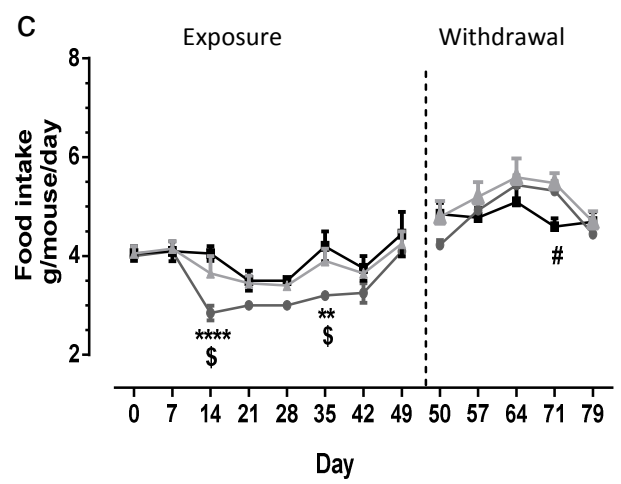 C
Exposure Withdrawal
Food intake
g/mouse/day
8
6
4
2
**** ** #
$ $
0 7 14 21 28 35 42 49 50 57 64 71 79
Day